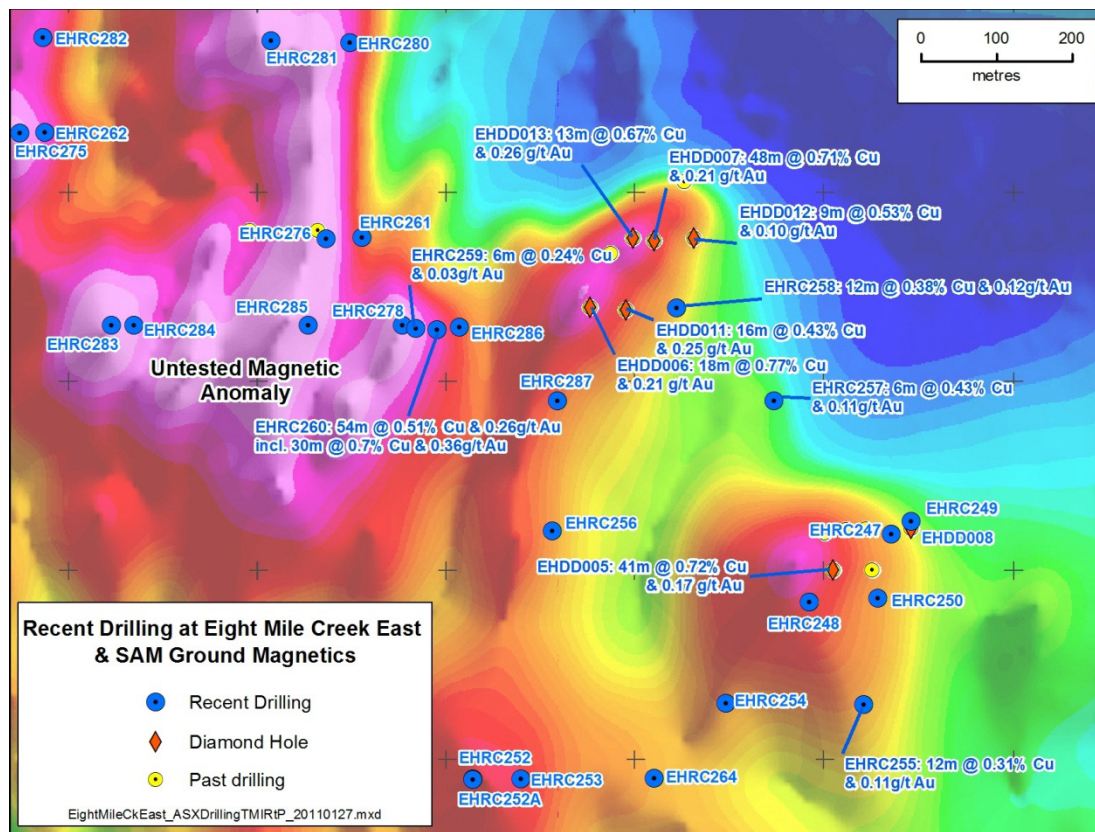 EHRC282
EHRC281
EHRC280
0 100 200
metres
EHRC262
EHRC275
EHDD013: 13m @ 0.67% Cu
& 0.26 g/t Au
EHDD007: 48m @ 0.71% Cu
& 0.21 g/t Au
EHDD012: 9m @ 0.53% Cu
& 0.10 g/t Au
EHRC276
EHRC261
EHRC259: 6m @ 0.24% Cu
& 0.03g/t Au
EHRC258: 12m @ 0.38% Cu & 0.12g/t Au
EHRC285
EHRC278
EHRC283
EHRC284
EHRC286
EHDD011: 16m @ 0.43% Cu
& 0.25 g/t Au
Untested Magnetic
Anomaly
EHDD006: 18m @ 0.77% Cu
& 0.21 g/t Au
EHRC287
EHRC257: 6m @ 0.43% Cu
& 0.11g/t Au
EHRC260: 54m @ 0.51% Cu & 0.26g/t Au
incl. 30m @ 0.7% Cu & 0.36g/t Au
EHRC256
EHRC247
EHRC249
EHDD008
EHDD005: 41m @ 0.72% Cu
& 0.17 g/t Au
EHRC248
EHRC250
EHRC254
EHRC255: 12m @ 0.31% Cu
& 0.11g/t Au
EHRC252
EHRC252A
EHRC253
EHRC264
Recent Drilling at Eight Mile Creek East
& SAM Ground Magnetics
Recent Drilling
Diamond Hole
Past drilling
EightMileCkEast_ASXDrillingTMIRtP_20110127.mxd